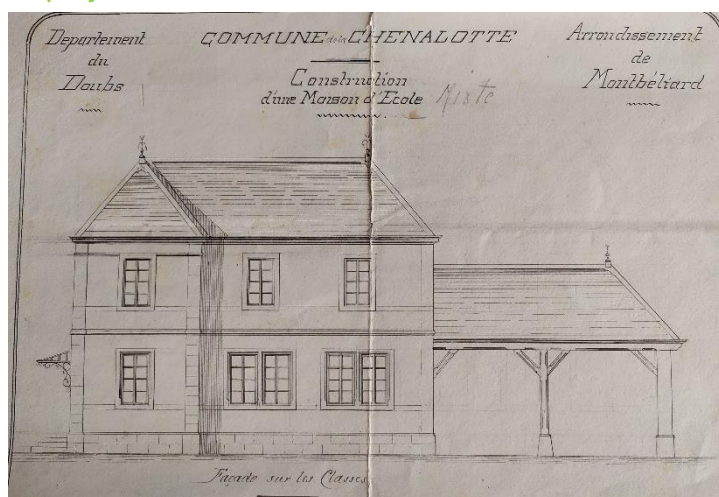 Departement
du
Doubs
COMMUNE de la CHENALOTTE
Construction
d'une Maison d'Ecole Mixte
Arrondissement
de
Montbéliard
Façade sur les Classes